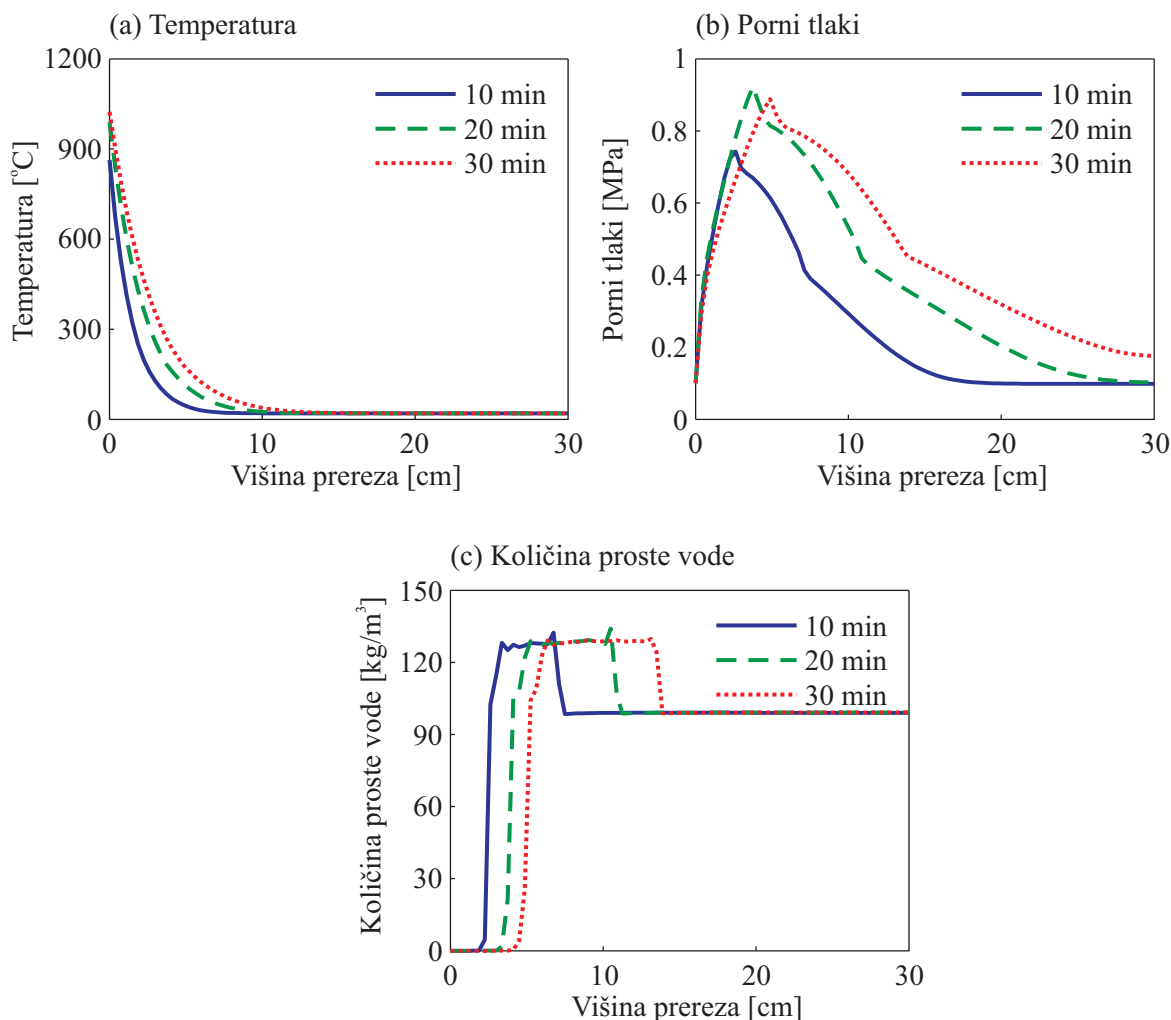 (a) Temperatura
1200
900
600
300
0
Temperatura [°C]
10 min
20 min
30 min
0
10
20
30
Višina prereza [cm]
(b) Porni tlaki
1
0.8
0.6
0.4
0.2
0
Porni tlaki [MPa]
10 min
20 min
30 min
0
10
20
30
Višina prereza [cm]
(c) Količina proste vode
150
120
90
60
30
0
Količina proste vode [kg/m³]
10 min
20 min
30 min
0
10
20
30
Višina prereza [cm]